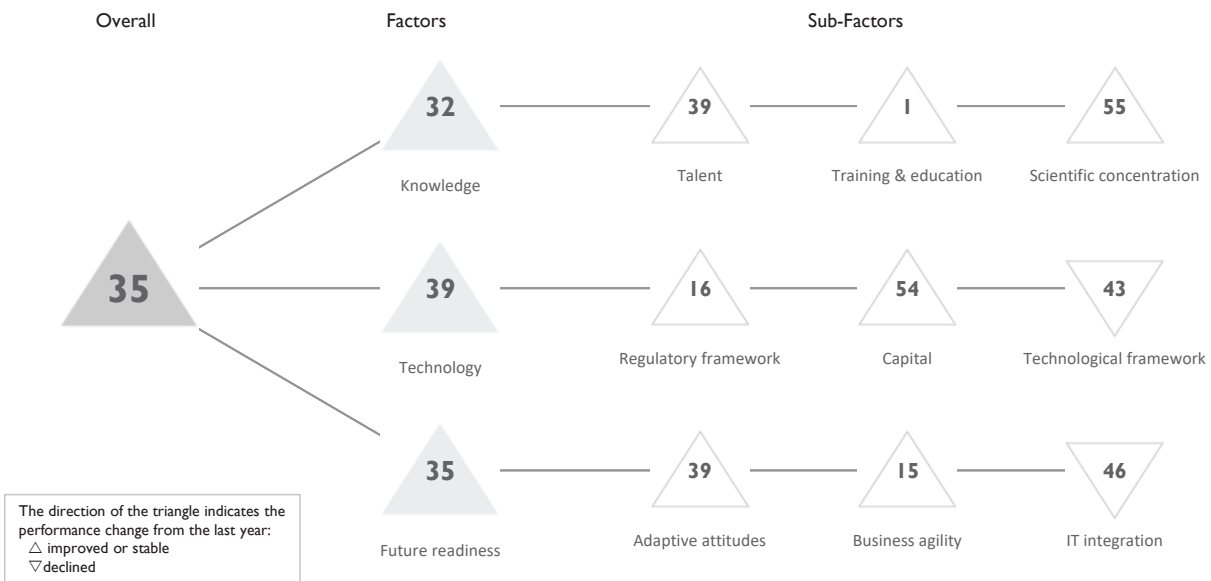 Overall
Factors
Sub-Factors
32
39
1
55
Knowledge
Talent
Training & education
Scientific concentration
35
39
16
54
43
Technology
Regulatory framework
Capital
Technological framework
35
39
15
46
Future readiness
Adaptive attitudes
Business agility
IT integration
The direction of the triangle indicates the
performance change from the last year:
△ improved or stable
▽declined